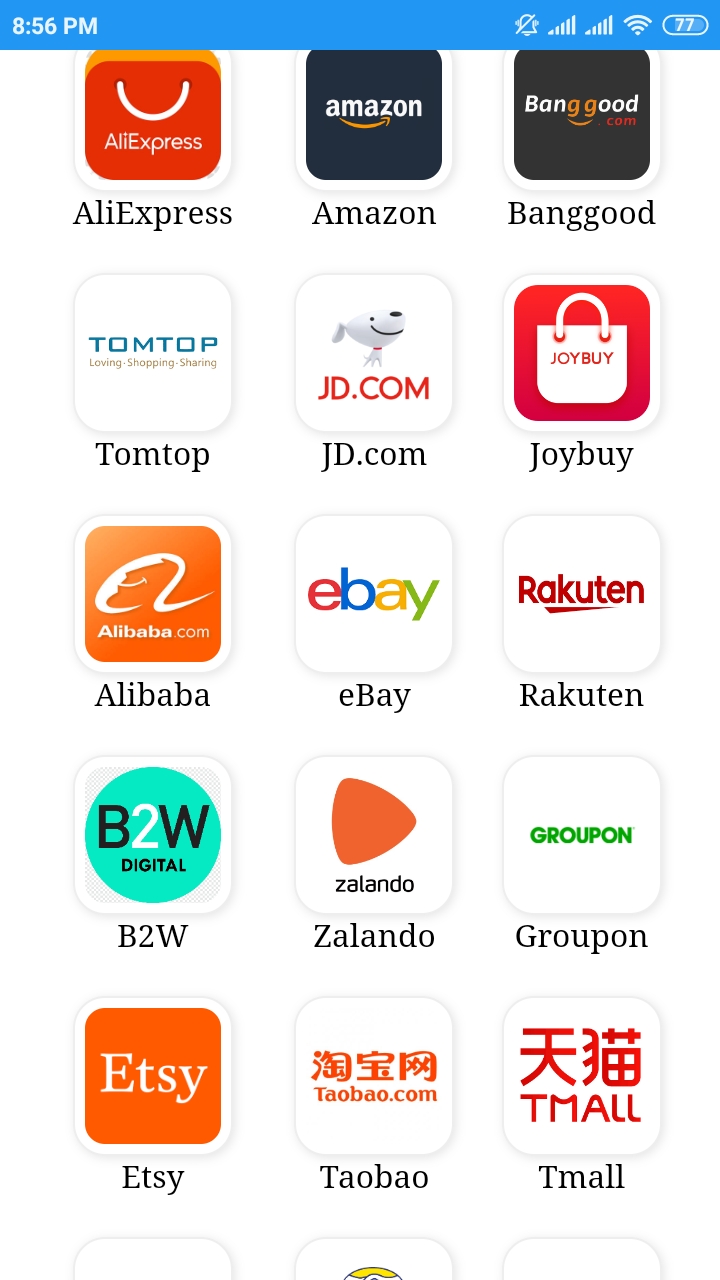 8:56 PM
77
AliExpress
amazon
Banggood
.com
AliExpress
Amazon
Banggood
TOMTOP
Loving-Shopping-Sharing
JD.COM
JOYBUY
Tomtop
JD.com
Joybuy
Alibaba.com
ebay
Rakuten
Alibaba
eBay
Rakuten
B2W
DIGITAL
zalando
GROUPON
B2W
Zalando
Groupon
Etsy
淘宝网
Taobao.com
天猫
TMALL
Etsy
Taobao
Tmall